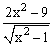 2x² − 9
√x² − 1